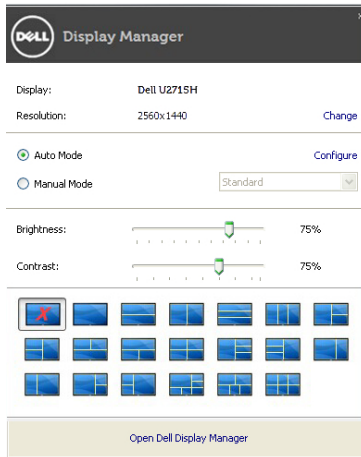 DELL Display Manager
Display: Dell U2715H
Resolution: 2560x1440 Change
Auto Mode Configure
Manual Mode Standard
Brightness: 75%
Contrast: 75%
Open Dell Display Manager